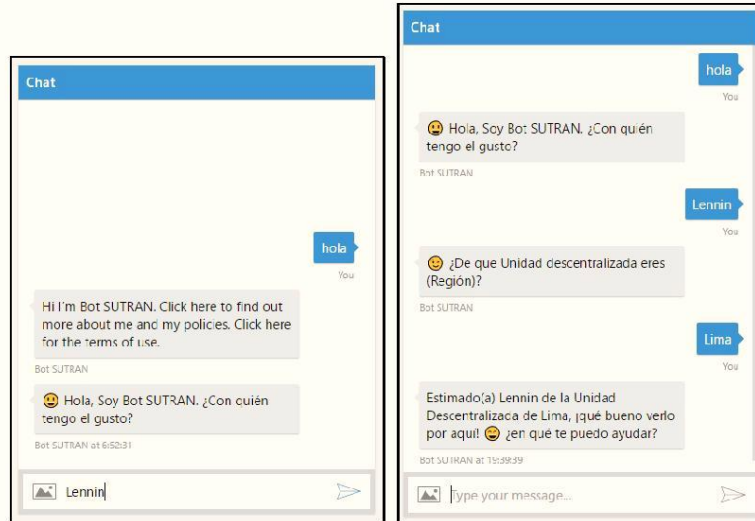 Chat
hola
You
Hi I'm Bot SUTRAN. Click here to find out
more about me and my policies. Click here
for the terms of use.
Bot SUTRAN
Hola, Soy Bot SUTRAN. ¿Con quién
tengo el gusto?
Bot SUTRAN at 6:52:31
Lennin
Chat
hola
You
Hola, Soy Bot SUTRAN. ¿Con quién
tengo el gusto?
Bot SUTRAN
Lennin
You
¿De que Unidad descentralizada eres
(Región)?
Bot SUTRAN
Lima
You
Estimado(a) Lennin de la Unidad
Descentralizada de Lima, ¡qué bueno verlo
por aquí! ¿en qué te puedo ayudar?
Bot SUTRAN at 19:39:39
Type your message...